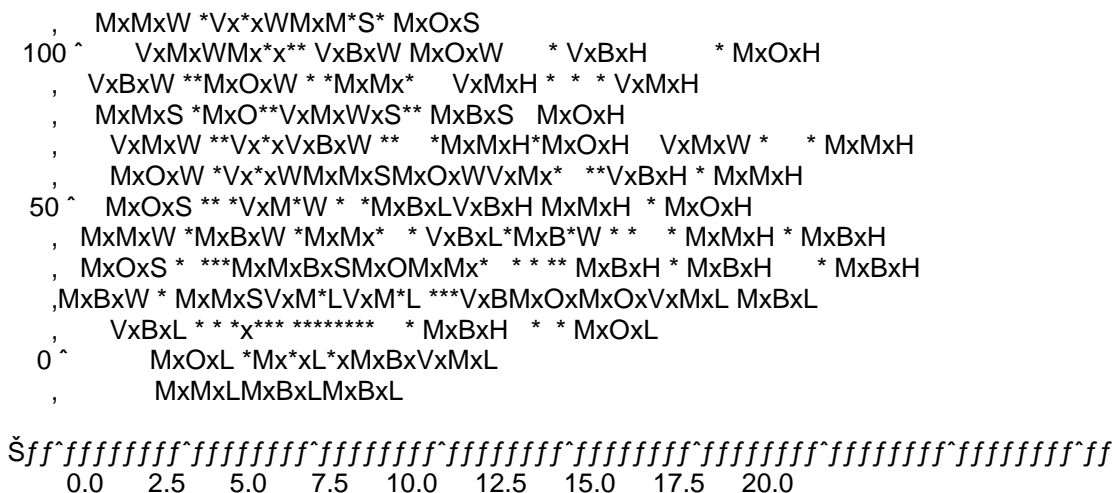 , MxMxW *Vx*xWMxM*S* MxOxS
100 ˆ VxMxWMx*x** VxBxW MxOxW * VxBxH * MxOxH
, VxBxW **MxOxW * *MxMx* VxMxH * * * VxMxH
, MxMxS *MxO**VxMxWxS** MxBxS MxOxH
, VxMxW **Vx*xVxBxW ** *MxMxH*MxOxH VxMxW * * MxMxH
, MxOxW *Vx*xWMxMxSMxOxWVxMx* **VxBxH * MxMxH
50 ˆ MxOxS ** *VxM*W * *MxBxLVxBxH MxMxH * MxOxH
, MxMxW *MxBxW *MxMx* * VxBxL*MxB*W * * * MxMxH * MxBxH
, MxOxS * ***MxMxBxSMxOMxMx* * * ** MxBxH * MxBxH * MxBxH
,MxBxW * MxMxSVxM*LVxM*L ***VxBMxOxMxOxVxMxL MxBxL
, VxBxL * * *x*** ******** * MxBxH * * MxOxL
0 ˆ MxOxL *Mx*xL*xMxBxVxMxL
, MxMxLMxBxLMxBxL
Šƒƒˆƒƒƒƒƒƒƒƒˆƒƒƒƒƒƒƒƒˆƒƒƒƒƒƒƒƒˆƒƒƒƒƒƒƒƒˆƒƒƒƒƒƒƒƒˆƒƒƒƒƒƒƒƒˆƒƒƒƒƒƒƒƒˆƒƒƒƒƒƒƒƒˆƒƒ
0.0 2.5 5.0 7.5 10.0 12.5 15.0 17.5 20.0